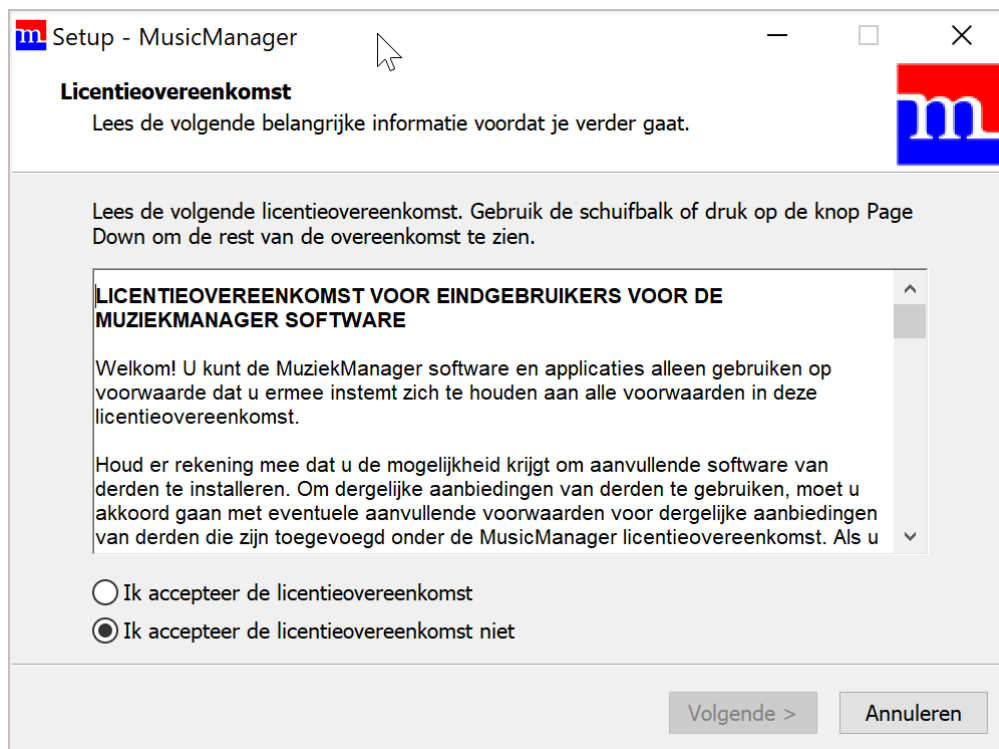 m Setup - MusicManager
Licentieovereenkomst
Lees de volgende belangrijke informatie voordat je verder gaat.
m
Lees de volgende licentieovereenkomst. Gebruik de schuifbalk of druk op de knop Page
Down om de rest van de overeenkomst te zien.
LICENTIEOVEREENKOMST VOOR EINDGEBRUIKERS VOOR DE
MUZIEKMANAGER SOFTWARE
Welkom! U kunt de MuziekManager software en applicaties alleen gebruiken op
voorwaarde dat u ermee instemt zich te houden aan alle voorwaarden in deze
licentieovereenkomst.
Houd er rekening mee dat u de mogelijkheid krijgt om aanvullende software van
derden te installeren. Om dergelijke aanbiedingen van derden te gebruiken, moet u
akkoord gaan met eventuele aanvullende voorwaarden voor dergelijke aanbiedingen
van derden die zijn toegevoegd onder de MusicManager licentieovereenkomst. Als u
Ik accepteer de licentieovereenkomst
Ik accepteer de licentieovereenkomst niet
Volgende >
Annuleren